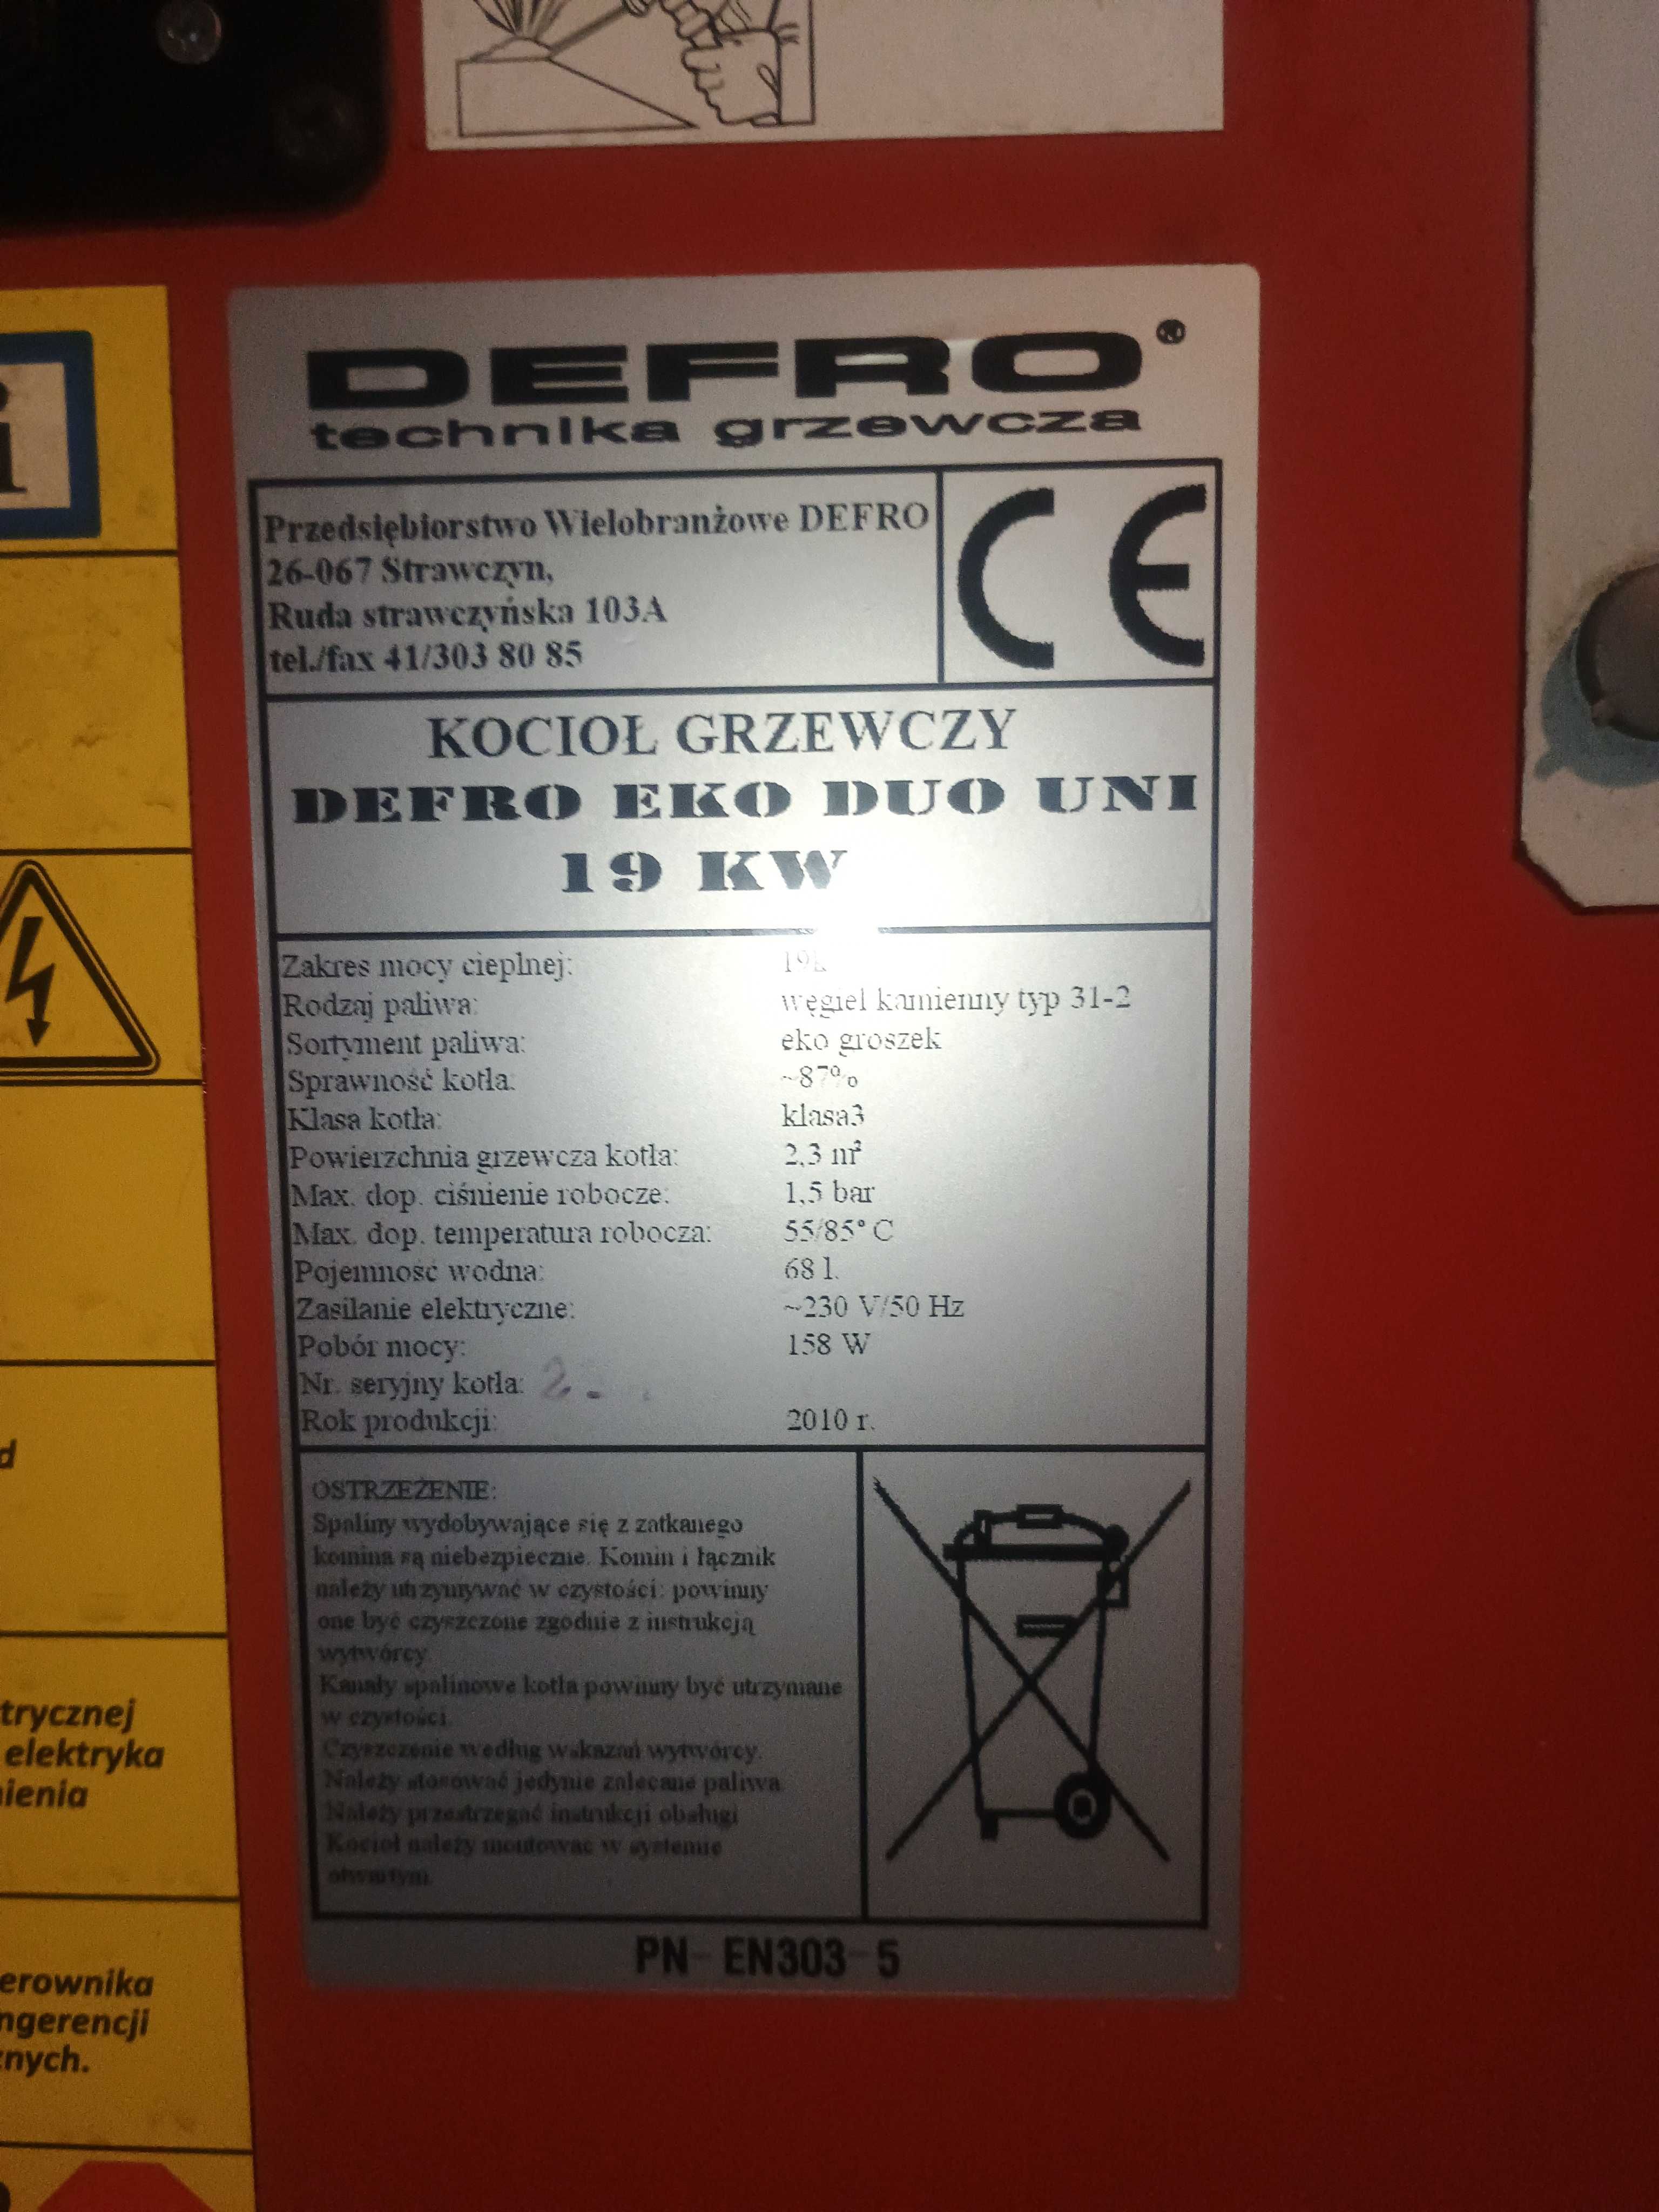 DEFRO®
technika grzewcza
Przedsiębiorstwo Wielobranżowe DEFRO
26-067 Strawczyn,
Ruda strawczyńska 103A
tel./fax 41/303 80 85
CE
KOCIOŁ GRZEWCZY
DEFRO EKO DUO UNI
19 KW
Zakres mocy cieplnej:
Rodzaj paliwa: węgiel kamienny typ 31-2
Sortyment paliwa: eko groszek
Sprawność kotła: ~87%
Klasa kotła: klasa3
Powierzchnia grzewcza kotła: 2,3 m²
Max. dop. ciśnienie robocze: 1,5 bar
Max. dop. temperatura robocza: 55/85° C
Pojemność wodna: 68 l.
Zasilanie elektryczne: ~230 V/50 Hz
Pobór mocy: 158 W
Nr. seryjny kotła:
Rok produkcji: 2010 r.
OSTRZEŻENIE:
Spaliny wydobywające się z zatkanego
komina są niebezpieczne. Komin i łącznik
należy utrzymywać w czystości: powinny
one być czyszczone zgodnie z instrukcją
wytwórcy.
Kanały spalinowe kotła powinny być utrzymane
w czystości.
Czyszczenie według wskazań wytwórcy.
Należy stosować jedynie zalecane paliwa
Należy przestrzegać instrukcji obsługi
Kocioł należy montować w systemie
otwartym.
PN-EN303-5
i
d
trycznej
elektryka
ienia
erownika
ngerencji
znych.